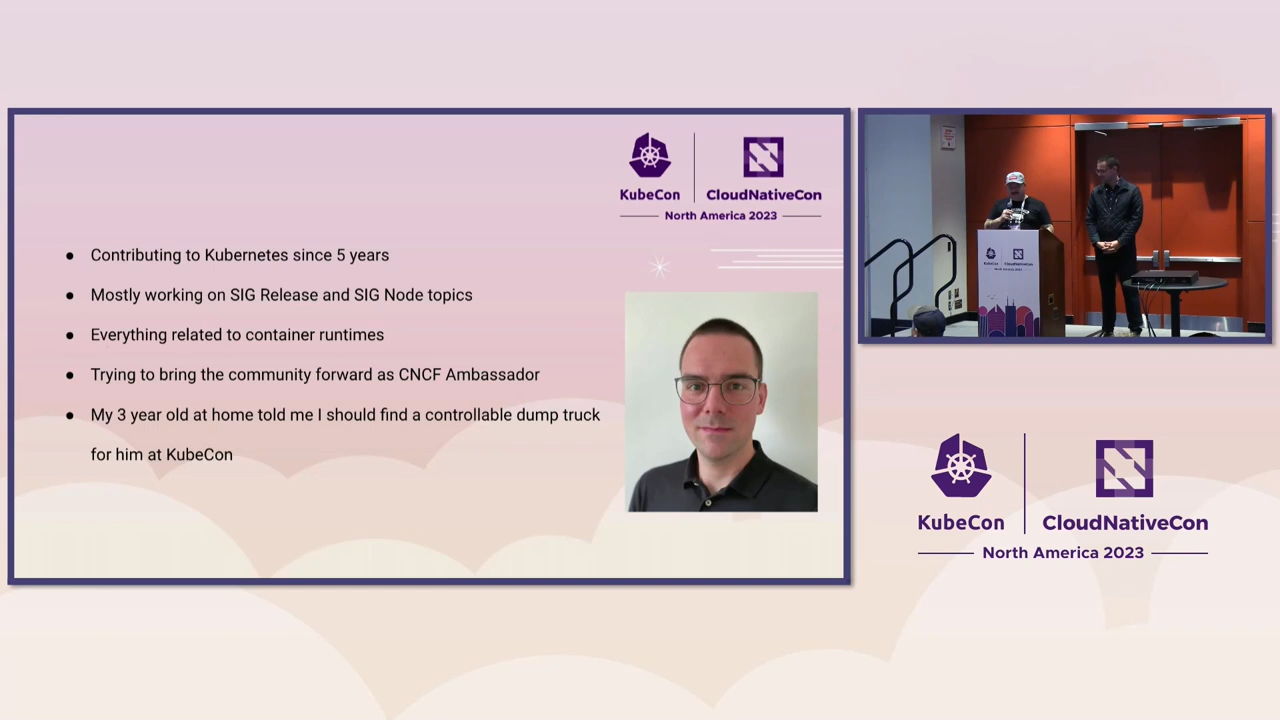 KubeCon
CloudNativeCon
North America 2023
● Contributing to Kubernetes since 5 years
● Mostly working on SIG Release and SIG Node topics
● Everything related to container runtimes
● Trying to bring the community forward as CNCF Ambassador
● My 3 year old at home told me I should find a controllable dump truck
for him at KubeCon
KubeCon
CloudNativeCon
North America 2023